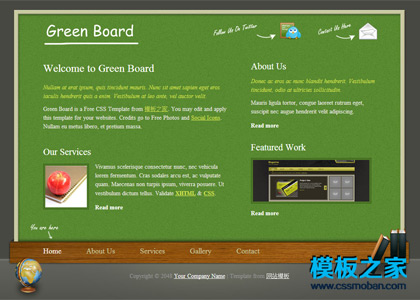 Green Board
Follow Us On Twitter
Contact Us Here
Welcome to Green Board
Nullam at erat ipsum, quis tincidunt mauris. Nunc sit amet sapien eget eros
iaculis hendrerit quis a enim. Vestibulum at leo ante, vel auctor velit.
Green Board is a Free CSS Template from 模板之家. You may edit and
apply this template for your websites. Credits go to Free Photos and Social Icons.
Nullam eu metus libero, et pretium massa.
About Us
Donec ac eros ac nunc blandit hendrerit. Vestibulum
tincidunt, odio at ultricies sollicitudin.
Mauris ligula tortor, congue laoreet rutrum eget,
suscipit nec augue hendrerit velit adipiscing.
Read more
Our Services
Vivamus scelerisque consectetur nunc, nec vehicula
lorem fermentum. Cras sodales arcu est, ac vulputate
quam. Maecenas non turpis ipsum, viverra posuere. Ut
vestibulum dictum tellus. Validate XHTML & CSS.
Read more
Featured Work
Read more
You are here
Home
About Us
Services
Gallery
Contact
Copyright © 2048 Your Company Name | Template from 网站模板
模板之家
www.cssmoban.com